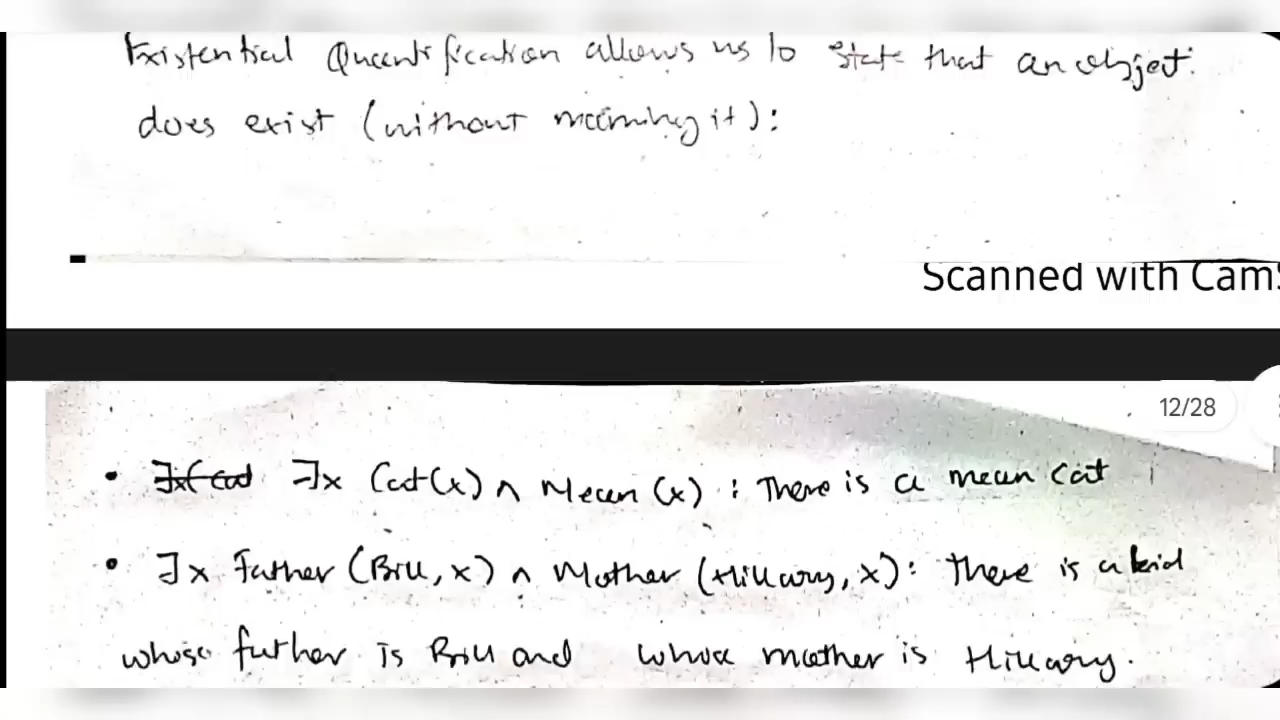 Existential Quantification allows us to state that an object.
does exist (without meaning it):
Scanned with Cam
12/28
• ∃x(cat ∃x Cat(x) ∧ Mean (x) : There is a mean Cat
• ∃x Father (Bill, x) ∧ Mother (Hillary, x): There is a kid
whose father is Bill and whose mother is Hillary.